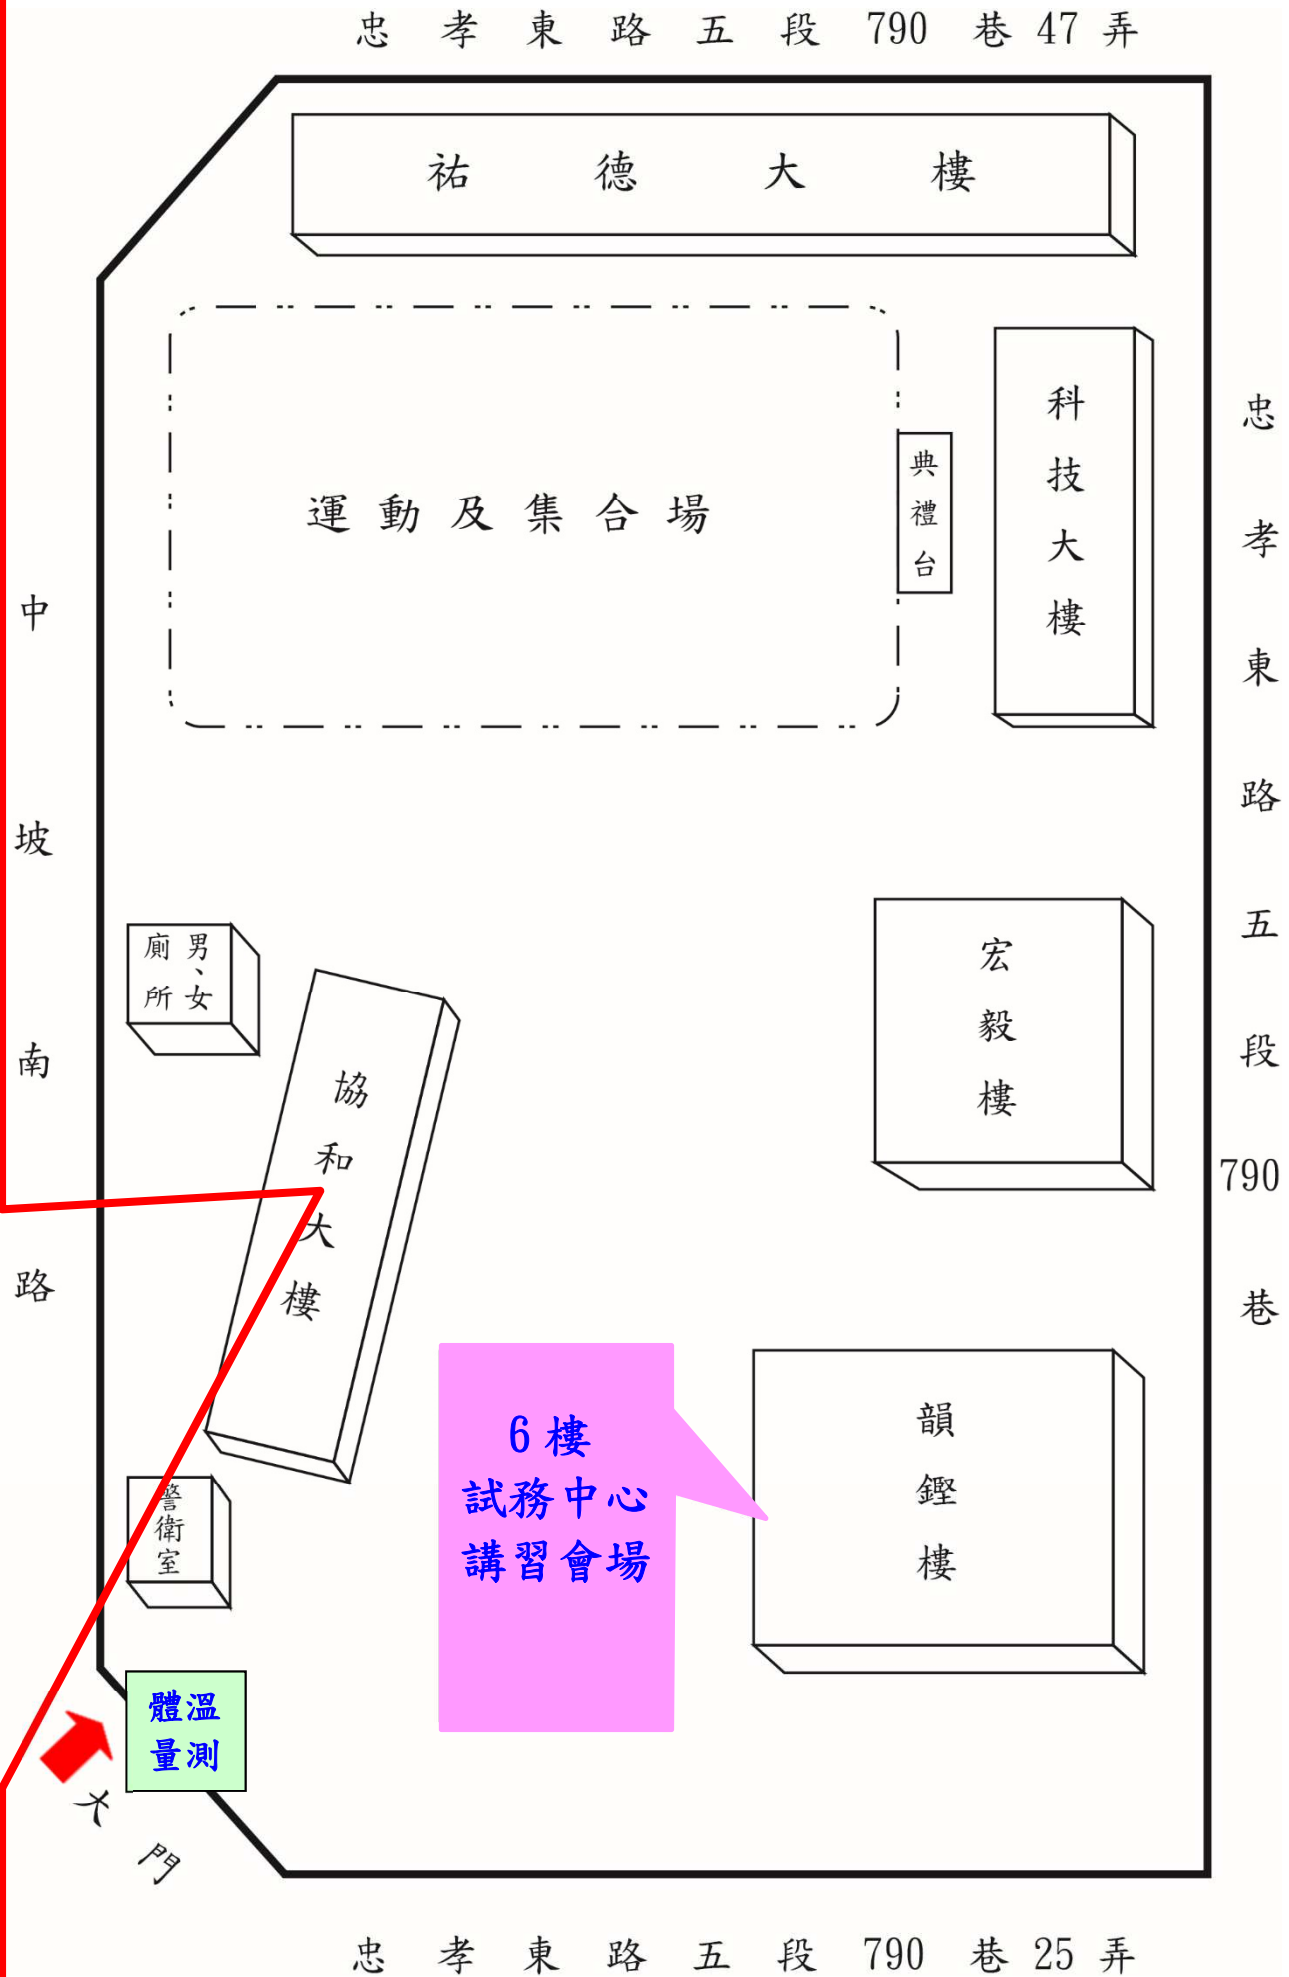 忠孝東路五段790巷47弄
祐德大樓
運動及集合場
典禮台
科技大樓
忠孝東路五段790巷
中坡南路
男、女
廁所
協和大樓
宏毅樓
6樓
試務中心
講習會場
韻鏗樓
警衛室
體溫
量測
大門
忠孝東路五段790巷25弄